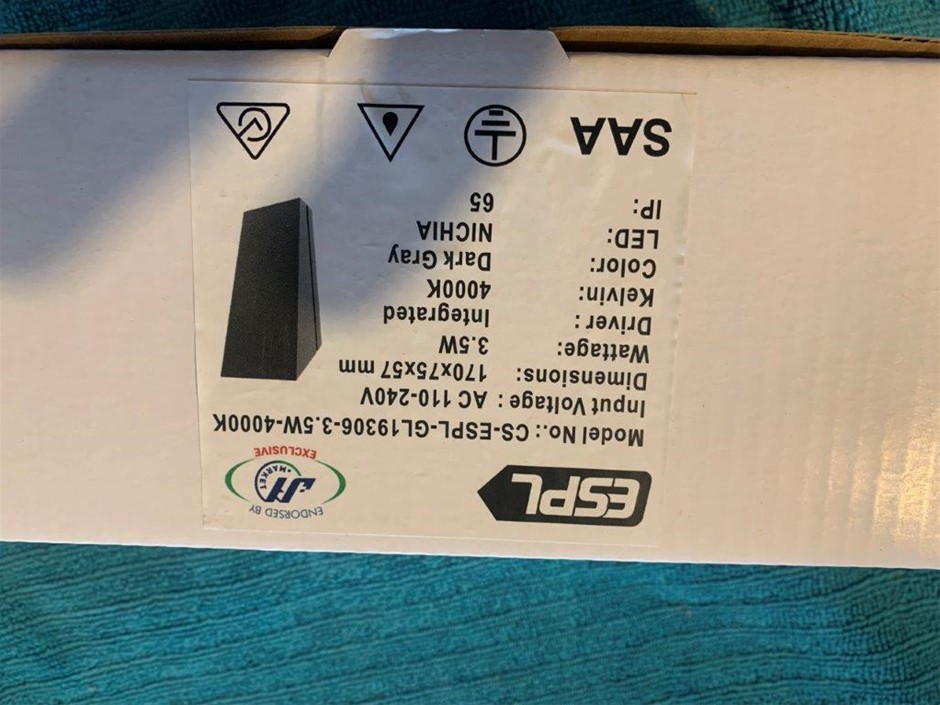 ESPL
ENDORSED BY
JH
MARKET
EXCLUSIVE
Model No.: CS-ESPL-GL19306-3.5W-4000K
Input Voltage : AC 110-240V
Dimensions: 170x75x57 mm
Wattage: 3.5W
Driver : Integrated
Kelvin: 4000K
Color: Dark Gray
LED: NICHIA
IP: 65
SAA